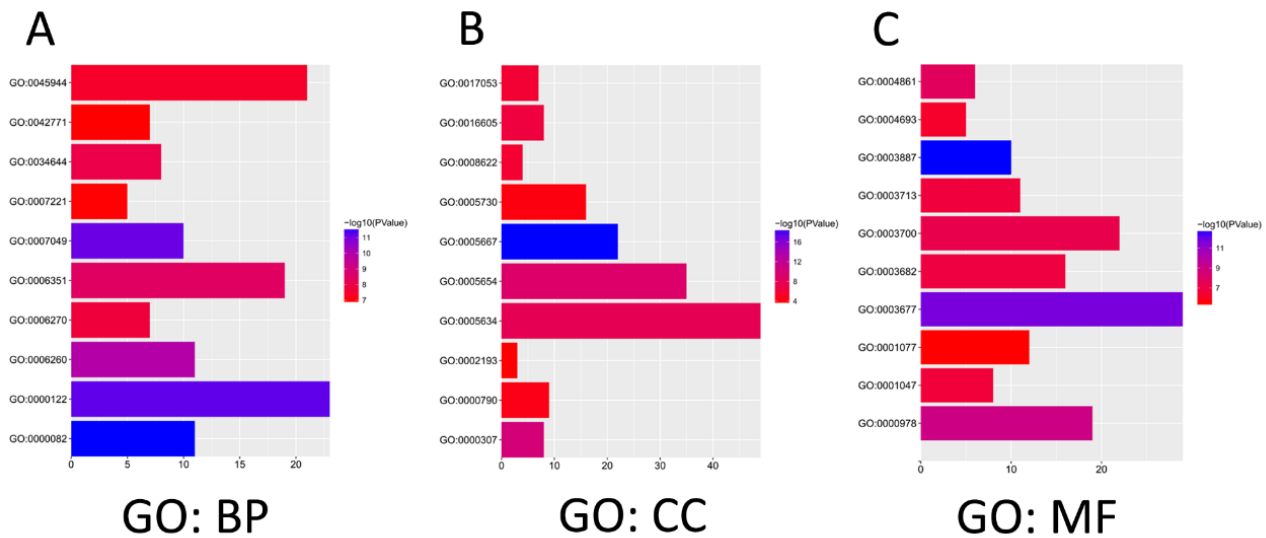 A
GO:0045944
GO:0042771
GO:0034644
GO:0007221
GO:0007049
GO:0006351
GO:0006270
GO:0006260
GO:0000122
GO:0000082
0 5 10 15 20
−log10(PValue)
11
10
9
8
7
GO: BP
B
GO:0017053
GO:0016605
GO:0008622
GO:0005730
GO:0005667
GO:0005654
GO:0005634
GO:0002193
GO:0000790
GO:0000307
0 10 20 30 40
−log10(PValue)
16
12
8
4
GO: CC
C
GO:0004861
GO:0004693
GO:0003887
GO:0003713
GO:0003700
GO:0003682
GO:0003677
GO:0001077
GO:0001047
GO:0000978
0 10 20
−log10(PValue)
11
9
7
GO: MF